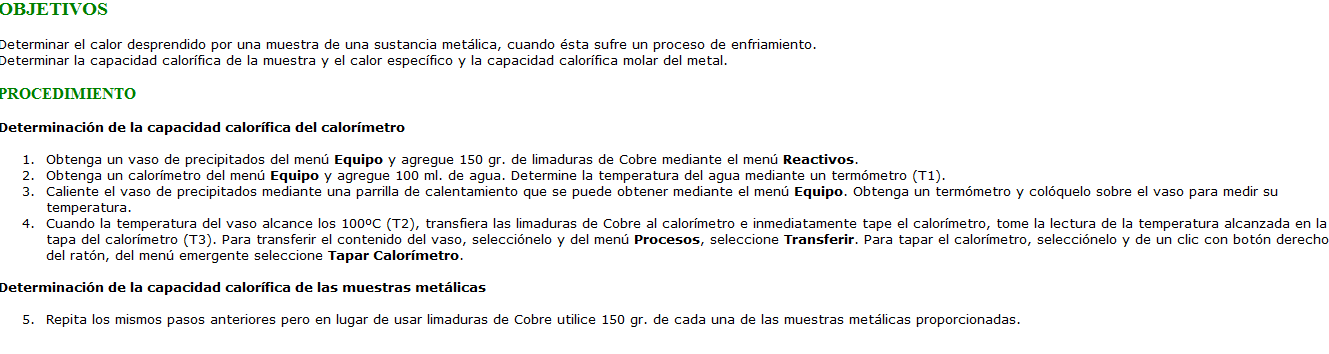 OBJETIVOS
Determinar el calor desprendido por una muestra de una sustancia metálica, cuando ésta sufre un proceso de enfriamiento.
Determinar la capacidad calorífica de la muestra y el calor específico y la capacidad calorífica molar del metal.
PROCEDIMIENTO
Determinación de la capacidad calorífica del calorímetro
1. Obtenga un vaso de precipitados del menú Equipo y agregue 150 gr. de limaduras de Cobre mediante el menú Reactivos.
2. Obtenga un calorímetro del menú Equipo y agregue 100 ml. de agua. Determine la temperatura del agua mediante un termómetro (T1).
3. Caliente el vaso de precipitados mediante una parrilla de calentamiento que se puede obtener mediante el menú Equipo. Obtenga un termómetro y colóquelo sobre el vaso para medir su
temperatura.
4. Cuando la temperatura del vaso alcance los 100ºC (T2), transfiera las limaduras de Cobre al calorímetro e inmediatamente tape el calorímetro, tome la lectura de la temperatura alcanzada en la
tapa del calorímetro (T3). Para transferir el contenido del vaso, selecciónelo y del menú Procesos, seleccione Transferir. Para tapar el calorímetro, selecciónelo y de un clic con botón derecho
del ratón, del menú emergente seleccione Tapar Calorímetro.
Determinación de la capacidad calorífica de las muestras metálicas
5. Repita los mismos pasos anteriores pero en lugar de usar limaduras de Cobre utilice 150 gr. de cada una de las muestras metálicas proporcionadas.